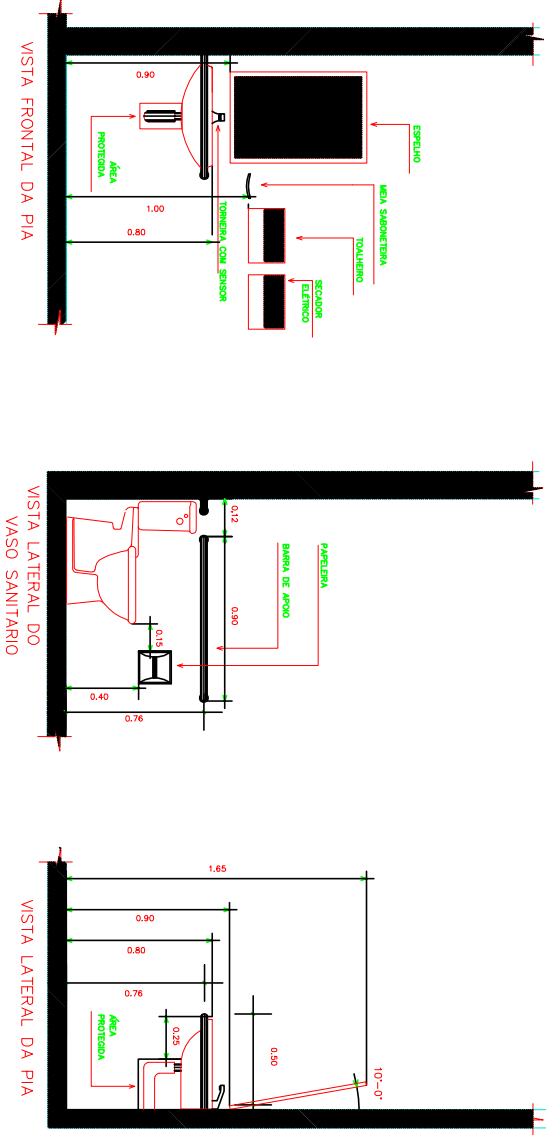 ESPELHO
MEIA SABONETEIRA
TOALHEIRO
SECADOR
ELÉTRICO
TORNEIRA COM SENSOR
0.90
1.00
0.80
ÁREA
PROTEGIDA
VISTA FRONTAL DA PIA
PAPELEIRA
BARRA DE APOIO
0.12
0.90
0.15
0.40
0.76
VISTA LATERAL DO
VASO SANITARIO
1.65
0.90
0.80
0.76
0.25
0.50
10°-0"
ÁREA
PROTEGIDA
VISTA LATERAL DA PIA